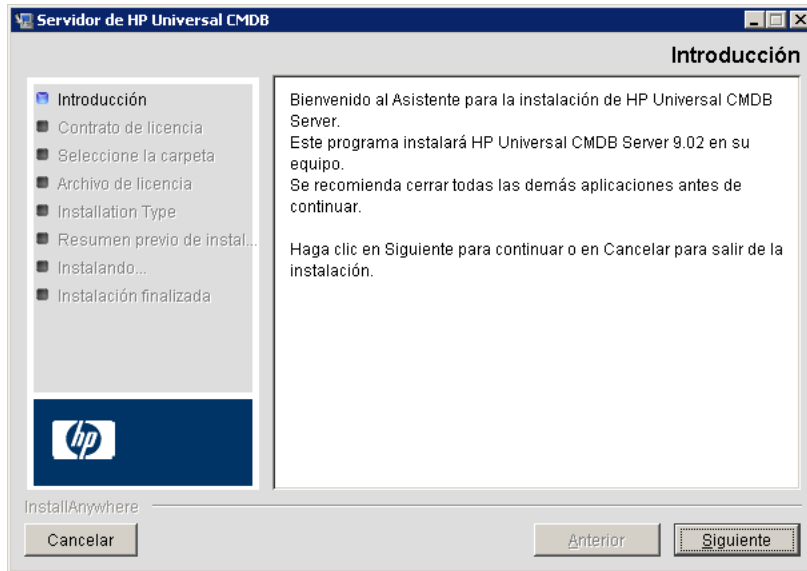 Servidor de HP Universal CMDB
Introducción
Introducción
Contrato de licencia
Seleccione la carpeta
Archivo de licencia
Installation Type
Resumen previo de instal...
Instalando...
Instalación finalizada
Bienvenido al Asistente para la instalación de HP Universal CMDB
Server.
Este programa instalará HP Universal CMDB Server 9.02 en su
equipo.
Se recomienda cerrar todas las demás aplicaciones antes de
continuar.
Haga clic en Siguiente para continuar o en Cancelar para salir de la
instalación.
hp
InstallAnywhere
Cancelar
Anterior
Siguiente